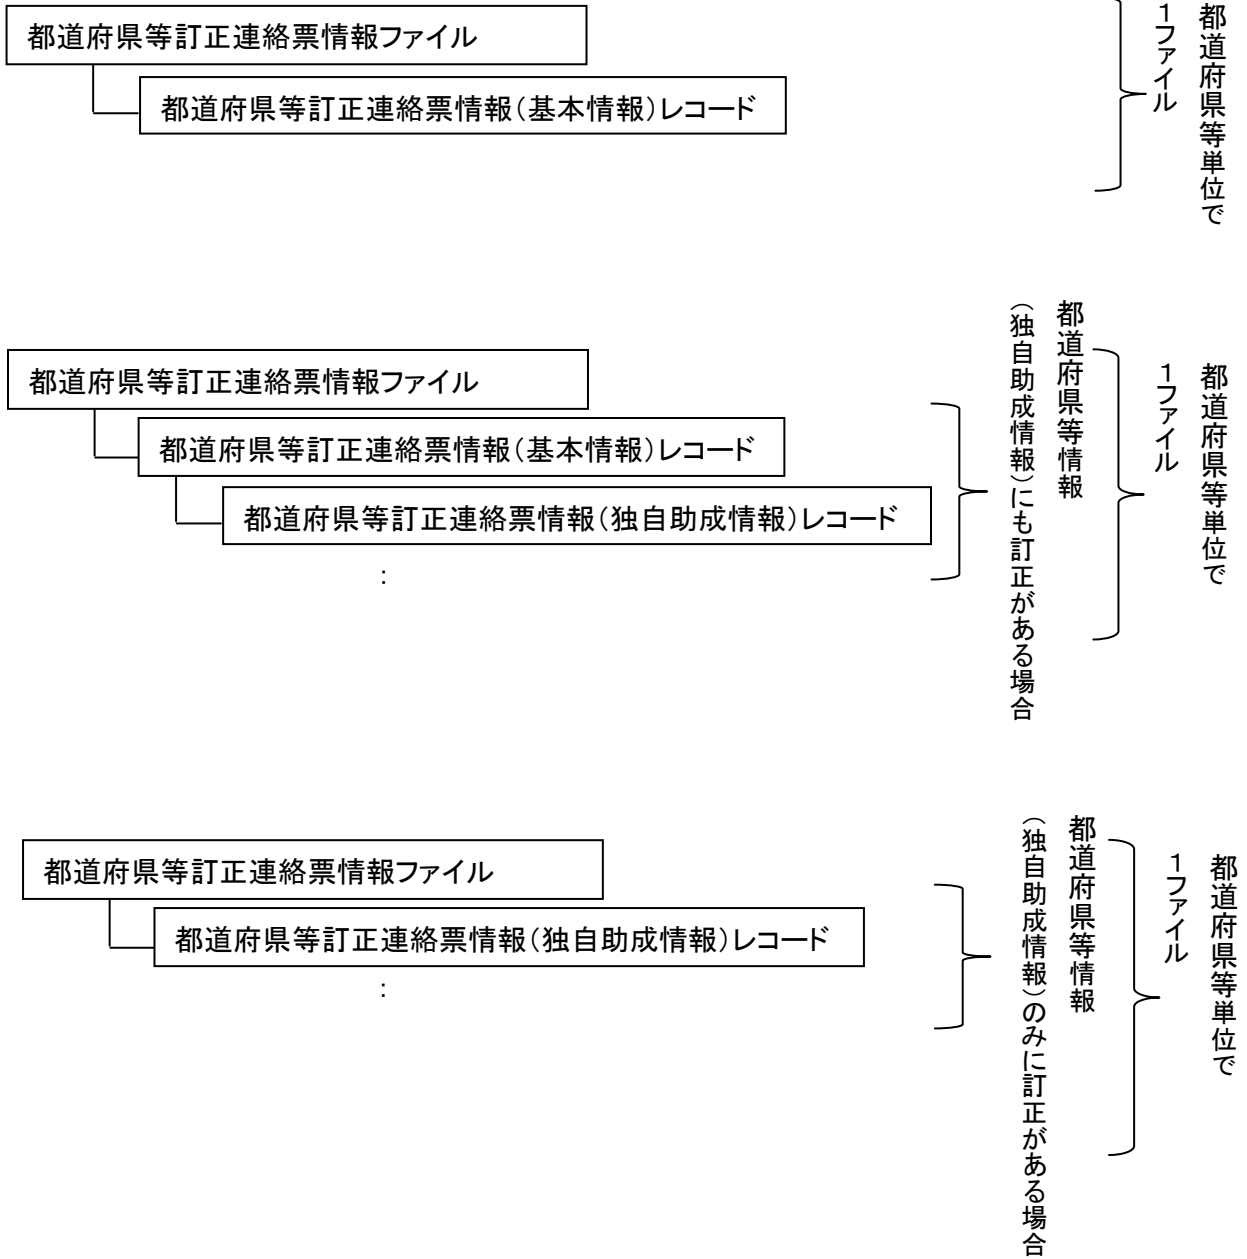 都道府県等訂正連絡票情報ファイル
都道府県等訂正連絡票情報(基本情報)レコード
都道府県等単位で
1ファイル
都道府県等訂正連絡票情報ファイル
都道府県等訂正連絡票情報(基本情報)レコード
都道府県等訂正連絡票情報(独自助成情報)レコード
:
都道府県等情報
(独自助成情報)にも訂正がある場合
都道府県等単位で
1ファイル
都道府県等訂正連絡票情報ファイル
都道府県等訂正連絡票情報(独自助成情報)レコード
:
都道府県等情報
(独自助成情報)のみに訂正がある場合
都道府県等単位で
1ファイル